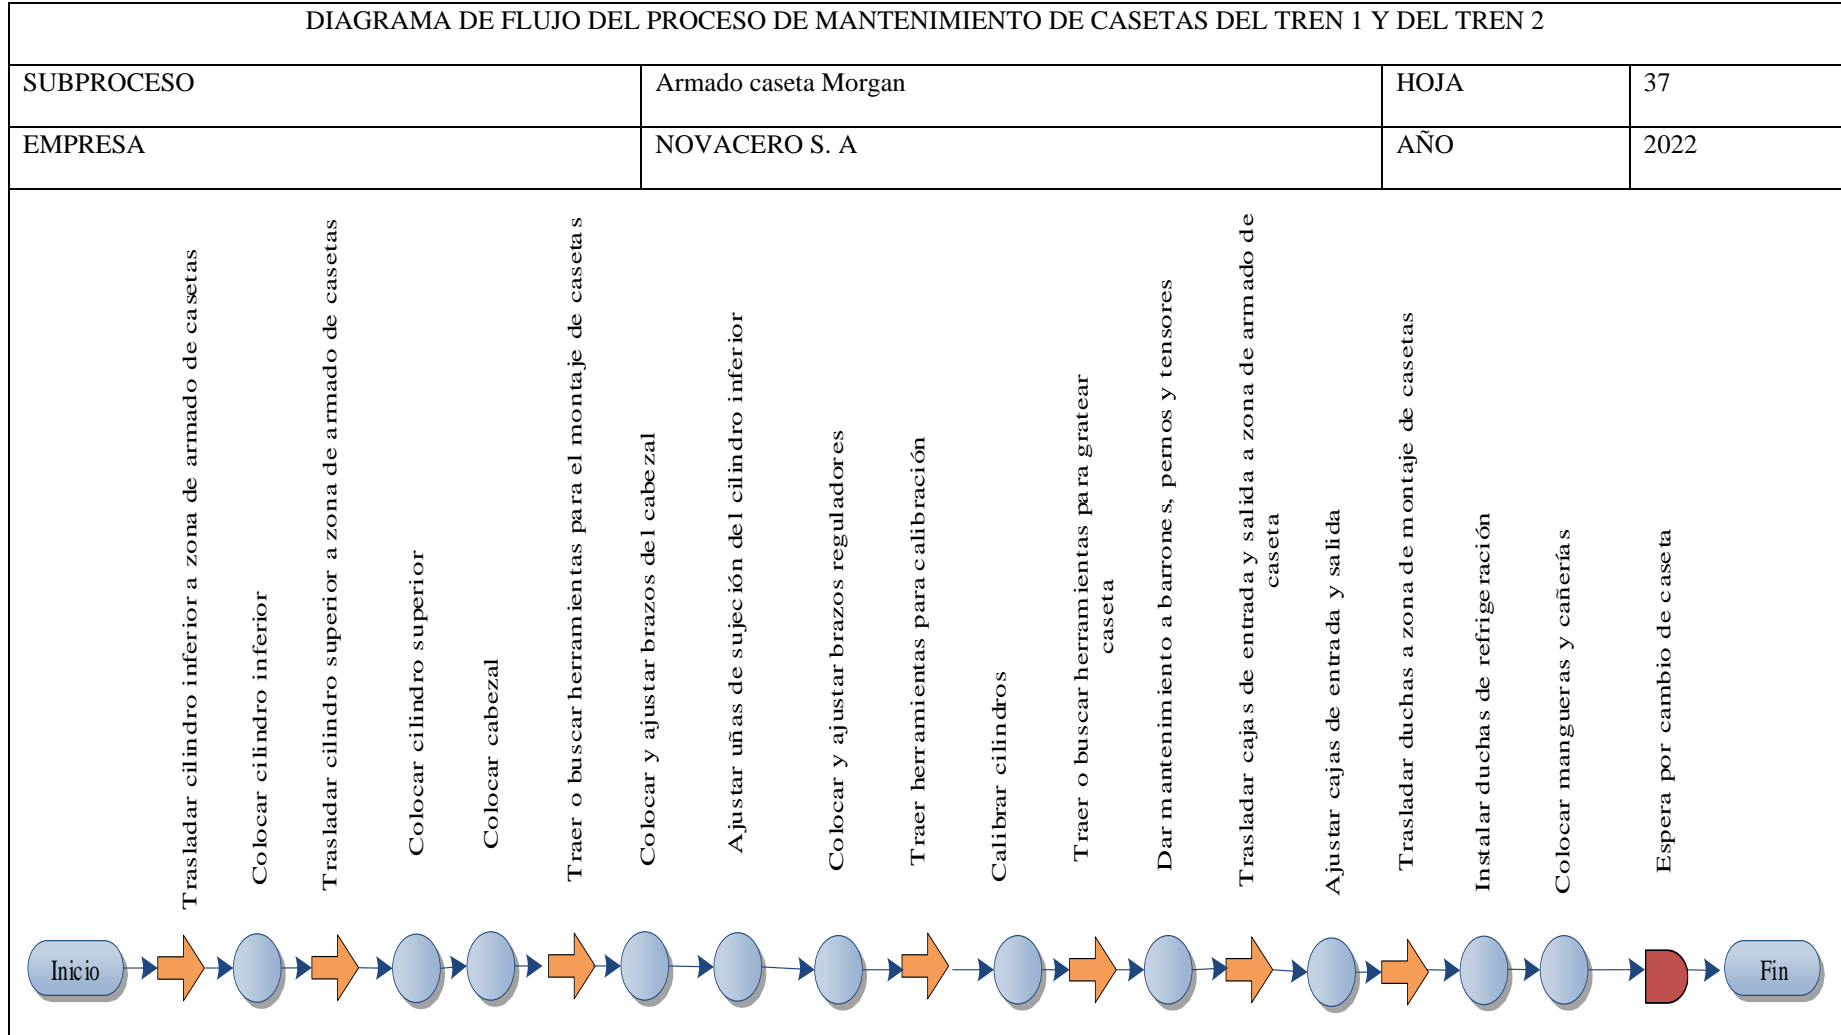 DIAGRAMA DE FLUJO DEL PROCESO DE MANTENIMIENTO DE CASETAS DEL TREN 1 Y DEL TREN 2
SUBPROCESO
Armado caseta Morgan
HOJA
37
EMPRESA
NOVACERO S. A
AÑO
2022
Trasladar cilindro inferior a zona de armado de casetas
Colocar cilindro inferior
Trasladar cilindro superior a zona de armado de casetas
Colocar cilindro superior
Colocar cabezal
Traer o buscar herramientas para el montaje de casetas
Colocar y ajustar brazos del cabezal
Ajustar uñas de sujeción del cilindro inferior
Colocar y ajustar brazos reguladores
Traer herramientas para calibración
Calibrar cilindros
Traer o buscar herramientas para gratear
caseta
Dar mantenimiento a barrones, pernos y tensores
Trasladar cajas de entrada y salida a zona de armado de
caseta
Ajustar cajas de entrada y salida
Trasladar duchas a zona de montaje de casetas
Instalar duchas de refrigeración
Colocar mangueras y cañerías
Espera por cambio de caseta
Inicio
Fin